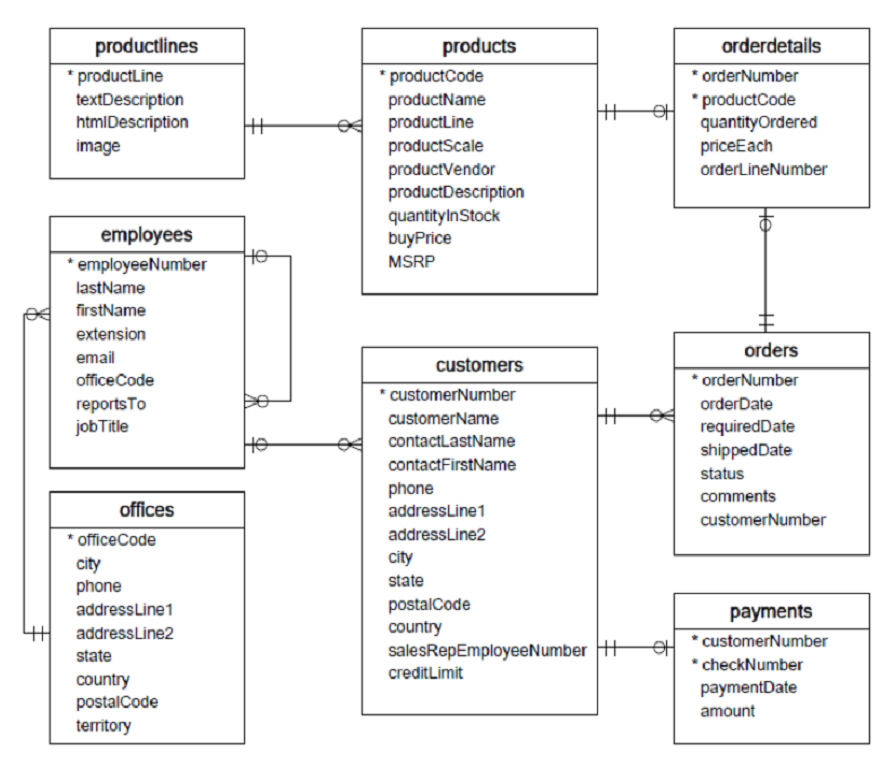 productlines
* productLine
textDescription
htmlDescription
image
products
* productCode
productName
productLine
productScale
productVendor
productDescription
quantityInStock
buyPrice
MSRP
orderdetails
* orderNumber
* productCode
quantityOrdered
priceEach
orderLineNumber
employees
* employeeNumber
lastName
firstName
extension
email
officeCode
reportsTo
jobTitle
customers
* customerNumber
customerName
contactLastName
contactFirstName
phone
addressLine1
addressLine2
city
state
postalCode
country
salesRepEmployeeNumber
creditLimit
orders
* orderNumber
orderDate
requiredDate
shippedDate
status
comments
customerNumber
offices
* officeCode
city
phone
addressLine1
addressLine2
state
country
postalCode
territory
payments
* customerNumber
* checkNumber
paymentDate
amount